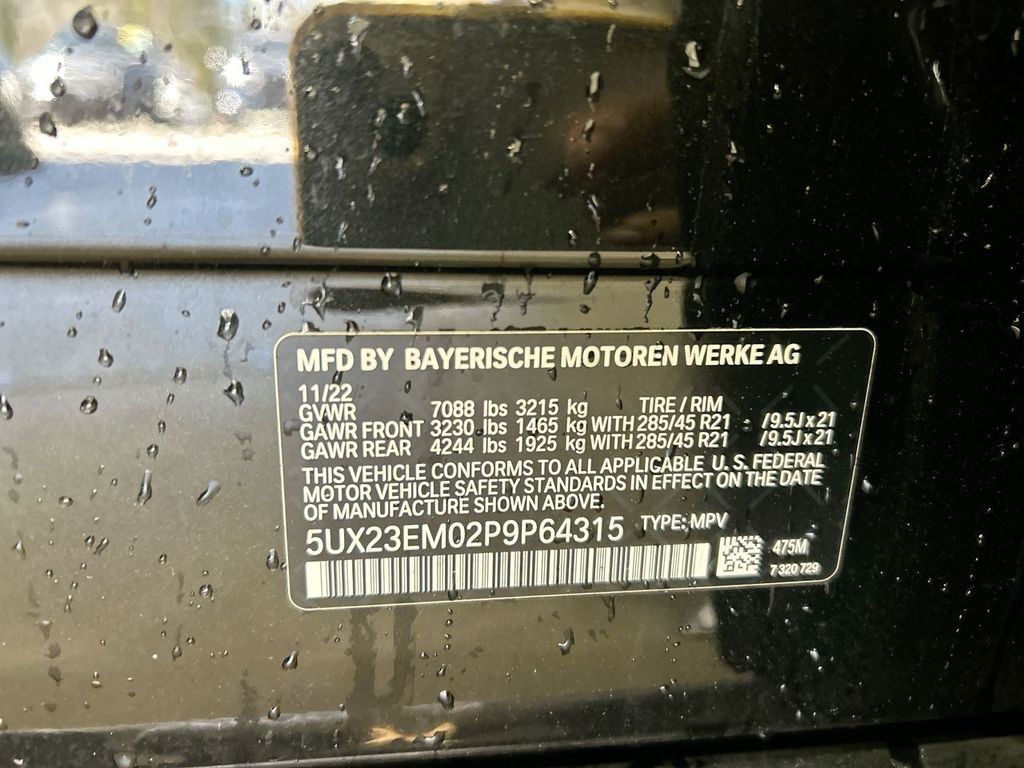 MFD BY BAYERISCHE MOTOREN WERKE AG
11/22
GVWR 7088 lbs 3215 kg TIRE / RIM
GAWR FRONT 3230 lbs 1465 kg WITH 285/45 R21 /9.5J x 21
GAWR REAR 4244 lbs 1925 kg WITH 285/45 R21 /9.5J x 21
THIS VEHICLE CONFORMS TO ALL APPLICABLE U. S. FEDERAL
MOTOR VEHICLE SAFETY STANDARDS IN EFFECT ON THE DATE
OF MANUFACTURE SHOWN ABOVE.
5UX23EM02P9P64315 TYPE: MPV
475M
7 320 729